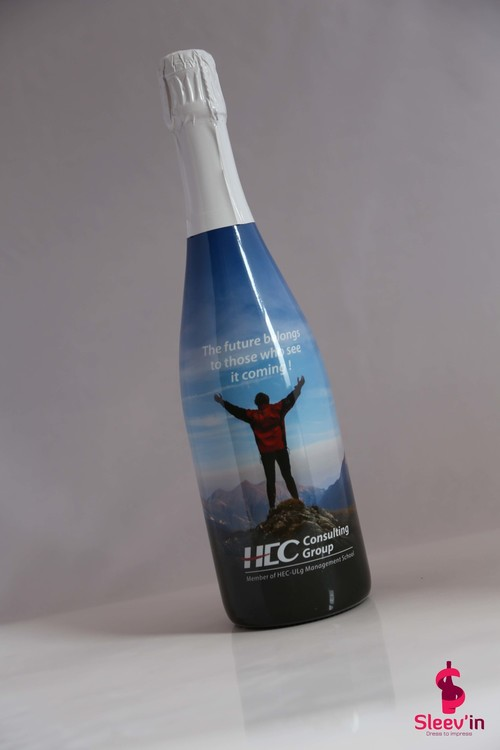 The future belongs
to those who see
it coming !
HEC Consulting
Group
Member of HEC-ULg Management School
Sleev'in
Dress to impress